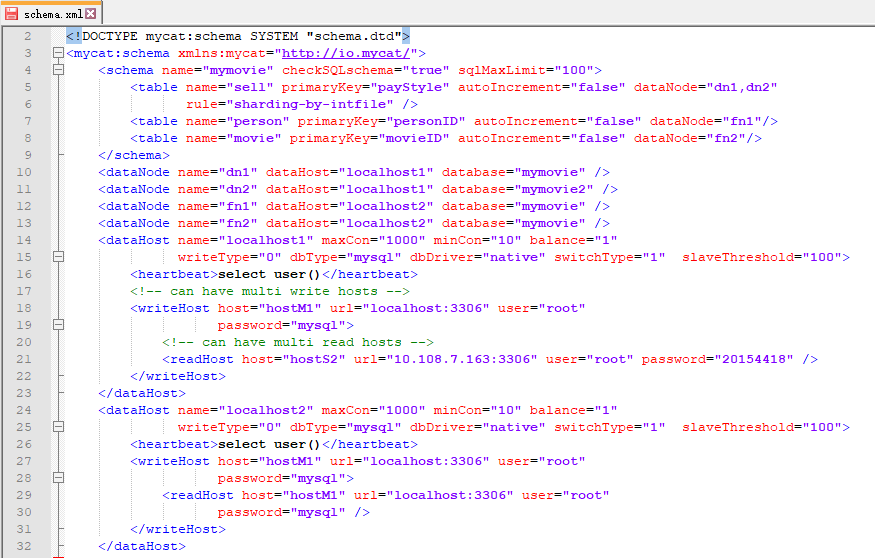 schema.xml
2 <!DOCTYPE mycat:schema SYSTEM "schema.dtd">
3 <mycat:schema xmlns:mycat="http://io.mycat/">
4 <schema name="mymovie" checkSQLschema="true" sqlMaxLimit="100">
5 <table name="sell" primaryKey="payStyle" autoIncrement="false" dataNode="dn1,dn2"
6 rule="sharding-by-intfile" />
7 <table name="person" primaryKey="personID" autoIncrement="false" dataNode="fn1"/>
8 <table name="movie" primaryKey="movieID" autoIncrement="false" dataNode="fn2"/>
9 </schema>
10 <dataNode name="dn1" dataHost="localhost1" database="mymovie" />
11 <dataNode name="dn2" dataHost="localhost1" database="mymovie2" />
12 <dataNode name="fn1" dataHost="localhost2" database="mymovie" />
13 <dataNode name="fn2" dataHost="localhost2" database="mymovie" />
14 <dataHost name="localhost1" maxCon="1000" minCon="10" balance="1"
15 writeType="0" dbType="mysql" dbDriver="native" switchType="1"  slaveThreshold="100">
16 <heartbeat>select user()</heartbeat>
17 <!-- can have multi write hosts -->
18 <writeHost host="hostM1" url="localhost:3306" user="root"
19 password="mysql">
20 <!-- can have multi read hosts -->
21 <readHost host="hostS2" url="10.108.7.163:3306" user="root" password="20154418" />
22 </writeHost>
23 </dataHost>
24 <dataHost name="localhost2" maxCon="1000" minCon="10" balance="1"
25 writeType="0" dbType="mysql" dbDriver="native" switchType="1"  slaveThreshold="100">
26 <heartbeat>select user()</heartbeat>
27 <writeHost host="hostM1" url="localhost:3306" user="root"
28 password="mysql">
29 <readHost host="hostM1" url="localhost:3306" user="root"
30 password="mysql" />
31 </writeHost>
32 </dataHost>